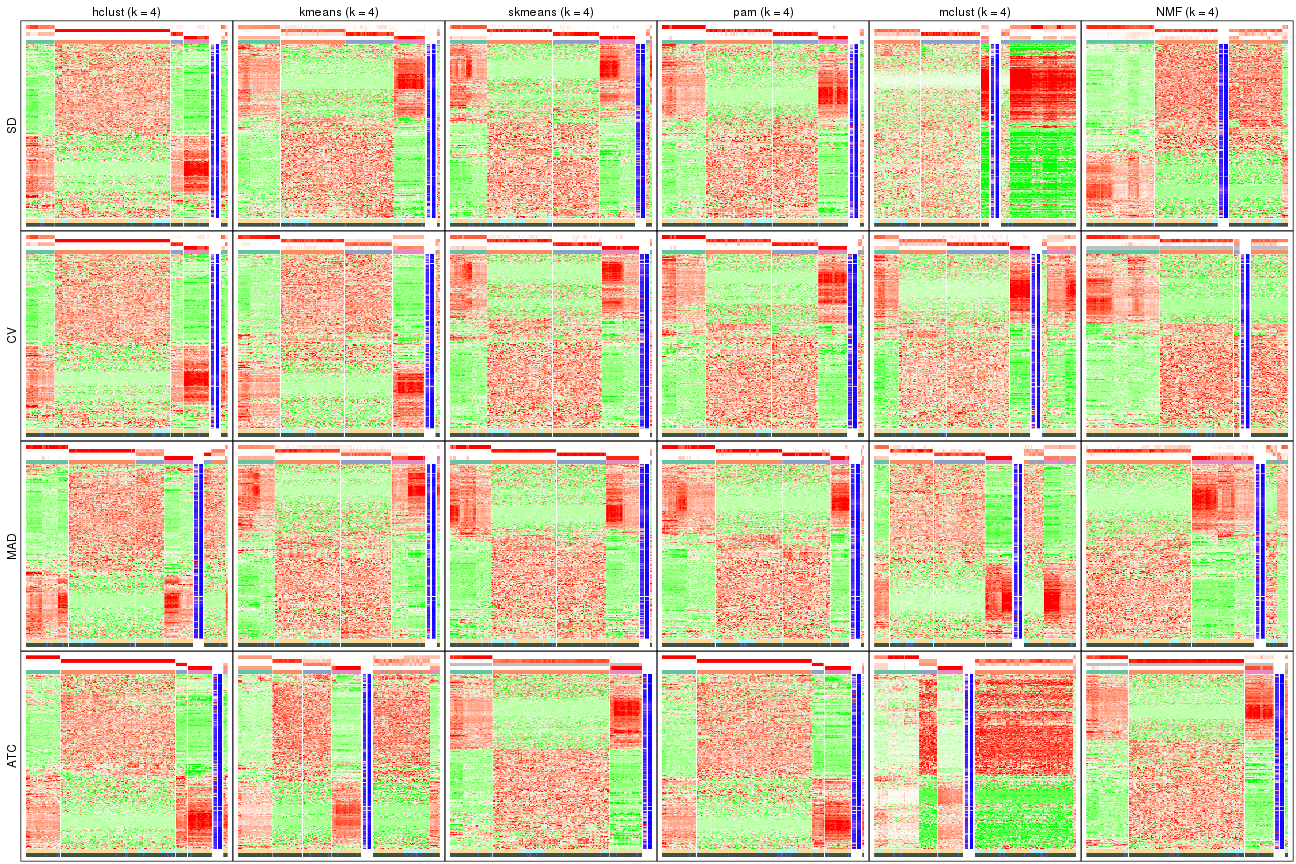 hclust (k = 4)
kmeans (k = 4)
skmeans (k = 4)
pam (k = 4)
mclust (k = 4)
NMF (k = 4)
SD
CV
MAD
ATC